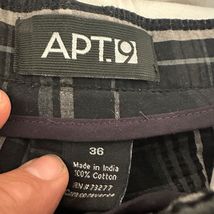 APT.9
36
Made in India
100% Cotton
RN # 73277